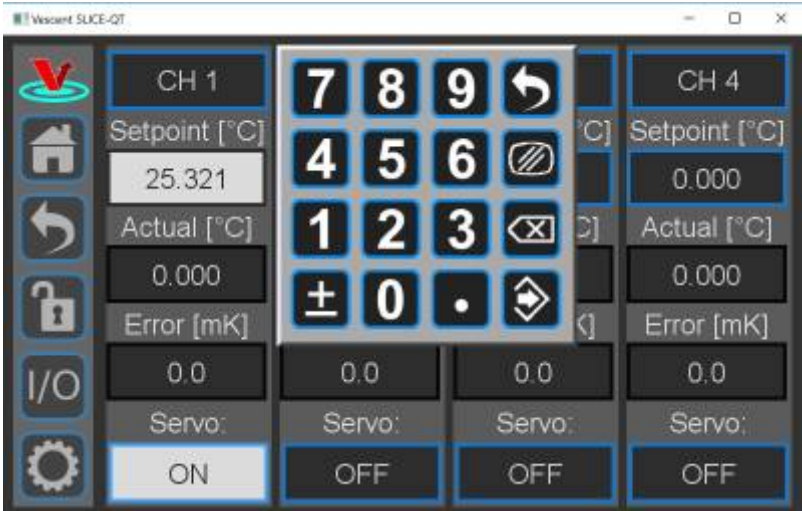 Vescent SLICE-QT
CH 1
CH 4
Setpoint [°C]
°C]
Setpoint [°C]
25.321
0.000
Actual [°C]
]
Actual [°C]
0.000
0.000
Error [mK]
]
Error [mK]
0.0
0.0
0.0
0.0
Servo:
Servo:
Servo:
Servo:
ON
OFF
OFF
OFF
I/O
7 8 9
4 5 6
1 2 3
± 0 .